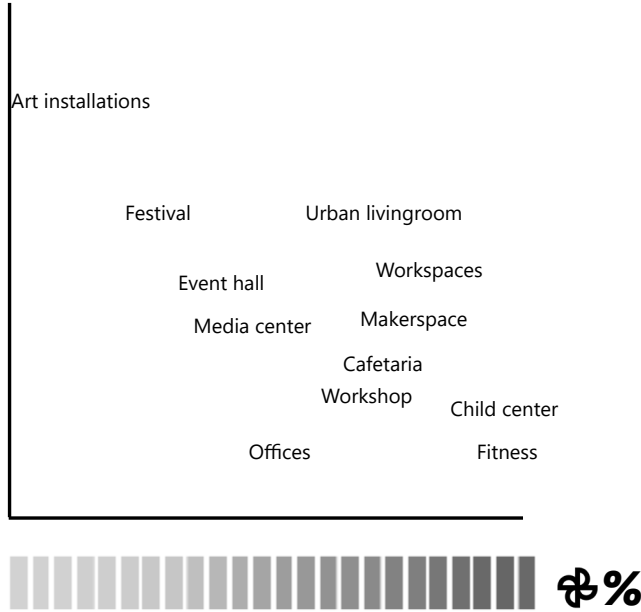 Art installations
Festival
Urban livingroom
Workspaces
Event hall
Makerspace
Media center
Cafetaria
Workshop
Child center
Offices
Fitness
%